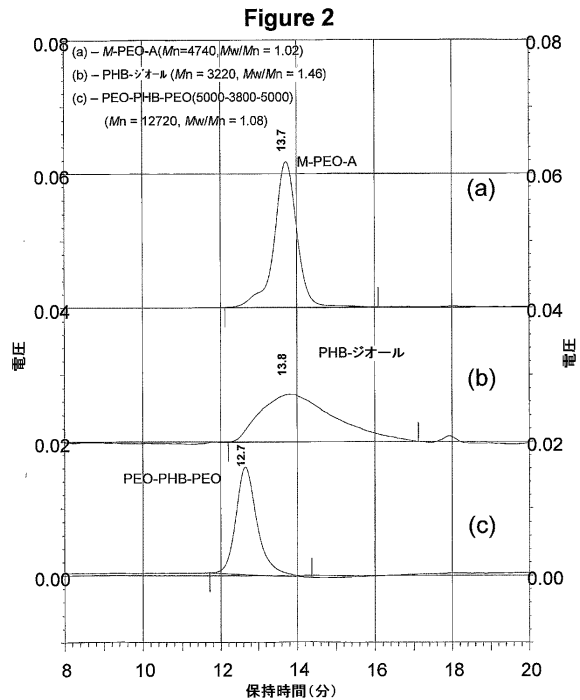 Figure 2
(a) – M-PEO-A(Mn=4740, Mw/Mn = 1.02)
(b) – PHB-ジオール (Mn = 3220, Mw/Mn = 1.46)
(c) – PEO-PHB-PEO(5000-3800-5000)
(Mn = 12720, Mw/Mn = 1.08)
0.08 0.08
13.7
M-PEO-A
0.06 0.06
(a)
0.04 0.04
13.8
PHB-ジオール
電圧 電圧
(b)
0.02 0.02
12.7
PEO-PHB-PEO
(c)
0.00 0.00
8 10 12 14 16 18 20
保持時間(分)